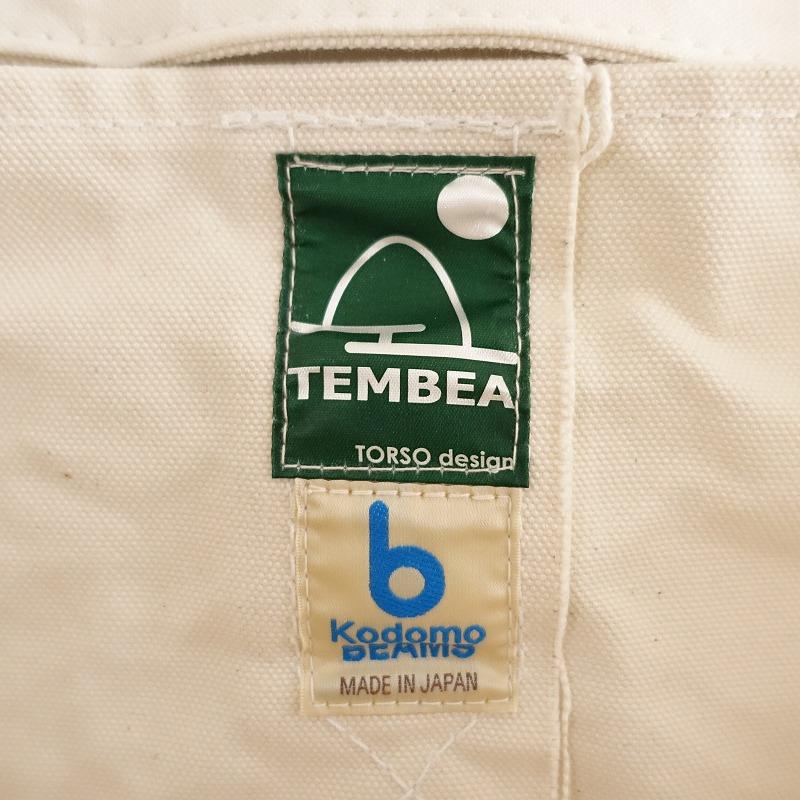 TEMBEA
TORSO design
b
Kodomo
BEAMS
MADE IN JAPAN